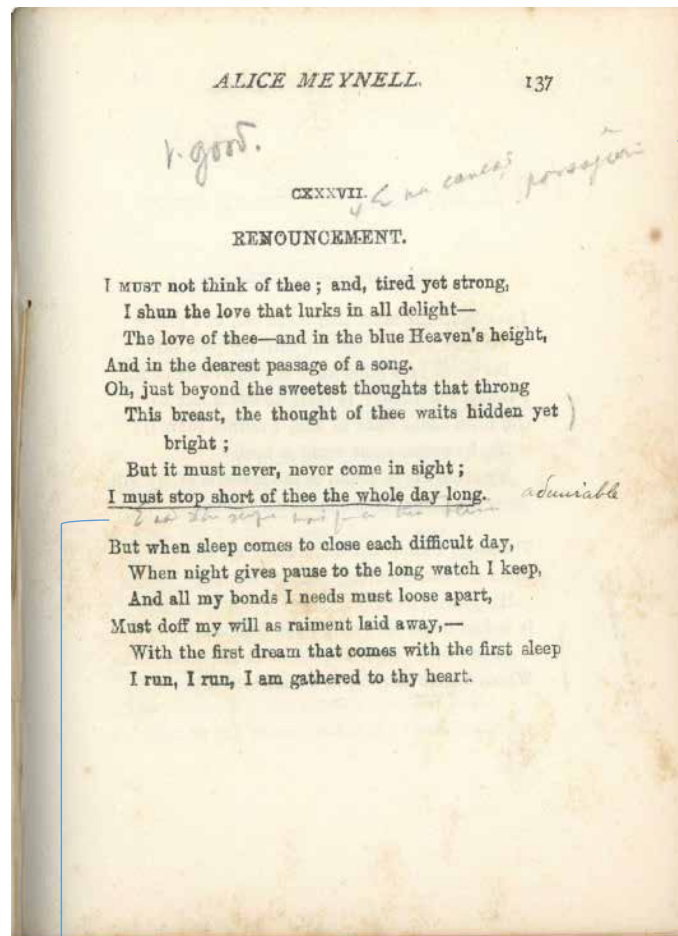 ALICE MEYNELL. 137
v. good.
CXXXVII.
RENOUNCEMENT.
I MUST not think of thee; and, tired yet strong,
I shun the love that lurks in all delight—
The love of thee—and in the blue Heaven's height,
And in the dearest passage of a song.
Oh, just beyond the sweetest thoughts that throng
This breast, the thought of thee waits hidden yet
bright;
But it must never, never come in sight;
I must stop short of thee the whole day long. admirable
But when sleep comes to close each difficult day,
When night gives pause to the long watch I keep,
And all my bonds I needs must loose apart,
Must doff my will as raiment laid away,—
With the first dream that comes with the first sleep
I run, I run, I am gathered to thy heart.